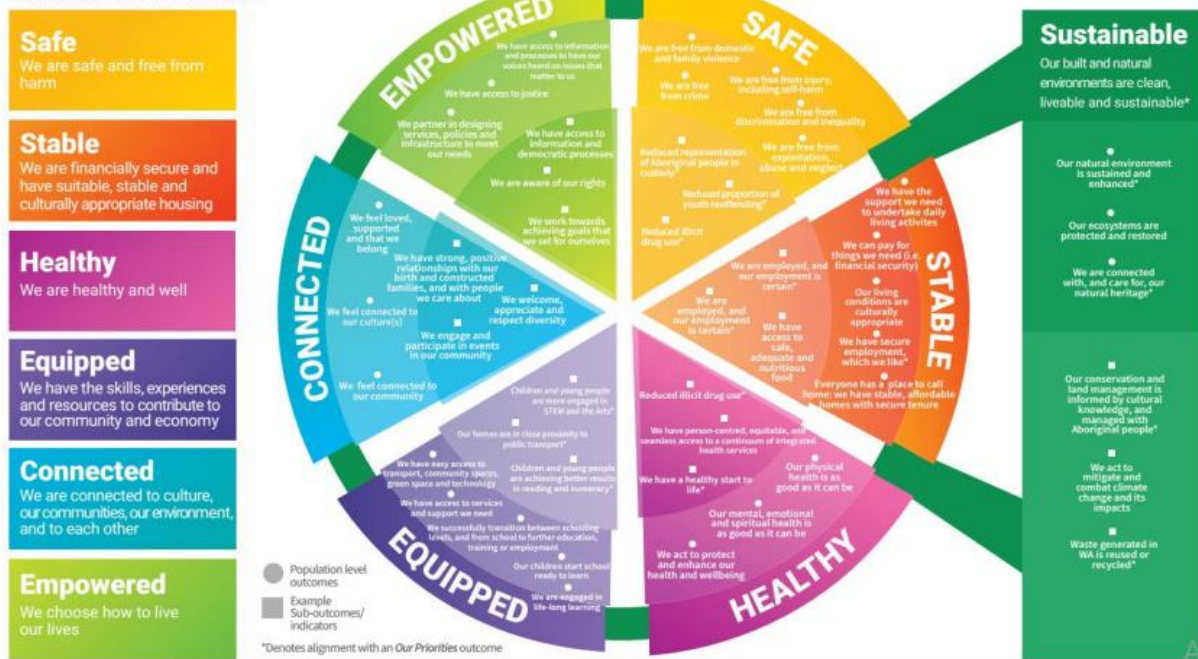 Safe
We are safe and free from
harm
Stable
We are financially secure and
have suitable, stable and
culturally appropriate housing
Healthy
We are healthy and well
Equipped
We have the skills, experiences
and resources to contribute to
our community and economy
Connected
We are connected to culture,
our communities, our environment,
and to each other
Empowered
We choose how to live
our lives
EMPOWERED
We have access to information
and processes to have our
voices heard on issues that
matter to us
We have access to justice
We partner in designing
services, policies and
infrastructure to meet
our needs
We have access to
information and
democratic processes
We are aware of our rights
We work towards
achieving goals that
we set for ourselves
SAFE
We are free from domestic
and family violence
We are free
from crime
We are free from injury,
including self-harm
We are free from
discrimination and inequality
We are free from
exploitation,
abuse and neglect*
Reduced representation
of Aboriginal people in
custody*
Reduced proportion of
youth reoffending*
Reduced illicit
drug use*
STABLE
We have the
support we need
to undertake daily
living activites
We can pay for
things we need (i.e.
financial security)
Our living
conditions are
culturally
appropriate
We have secure
employment,
which we like*
Everyone has a place to call
home: we have stable, affordable
homes with secure tenure
We are employed, and
our employment is
certain*
We are
employed, and
our employment
is certain*
We have
access to
safe,
adequate and
nutritious
food
HEALTHY
Reduced illicit drug use*
We have person-centred, equitable, and
seamless access to a continuum of integrated
health services
We have a healthy start to
life*
Our physical
health is as
good as it can be
Our mental, emotional
and spiritual health is
as good as it can be
We act to protect
and enhance our
health and wellbeing
EQUIPPED
Children and young people
are more engaged in
STEM and the Arts*
Our homes are in close proximity to
public transport*
Children and young people
are achieving better results
in reading and numeracy*
We have easy access to
transport, community spaces,
green space and technology
We have access to services
and support we need
We successfully transition between schooling
levels, and from school to further education,
training or employment
Our children start school
ready to learn
We are engaged in
life-long learning
CONNECTED
We feel loved,
supported
and that we
belong
We have strong, positive
relationships with our
birth and constructed
families, and with people
we care about
We welcome,
appreciate and
respect diversity
We feel connected to
our culture(s)
We engage and
participate in events
in our community
We feel connected to
our community
Population level
outcomes
Example
Sub-outcomes/
indicators
*Denotes alignment with an Our Priorities outcome
Sustainable
Our built and natural
environments are clean,
liveable and sustainable*
Our natural environment
is sustained and
enhanced*
Our ecosystems are
protected and restored
We are connected
with, and care for, our
natural heritage*
Our conservation and
land management is
informed by cultural
knowledge, and
managed with
Aboriginal people*
We act to
mitigate and
combat climate
change and its
impacts
Waste generated in
WA is reused or
recycled*